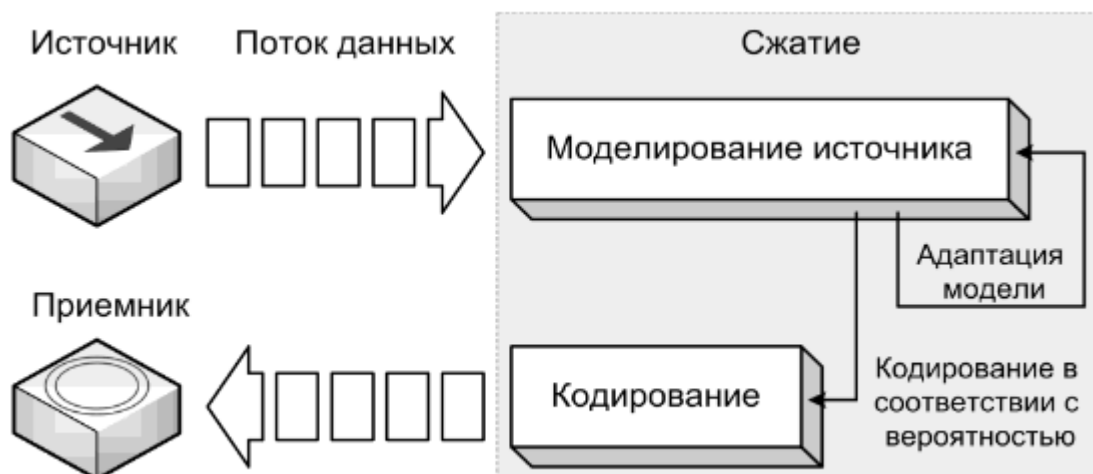 Источник
Поток данных
Сжатие
Моделирование источника
Адаптация
модели
Приемник
Кодирование
Кодирование в
соответствии с
вероятностью